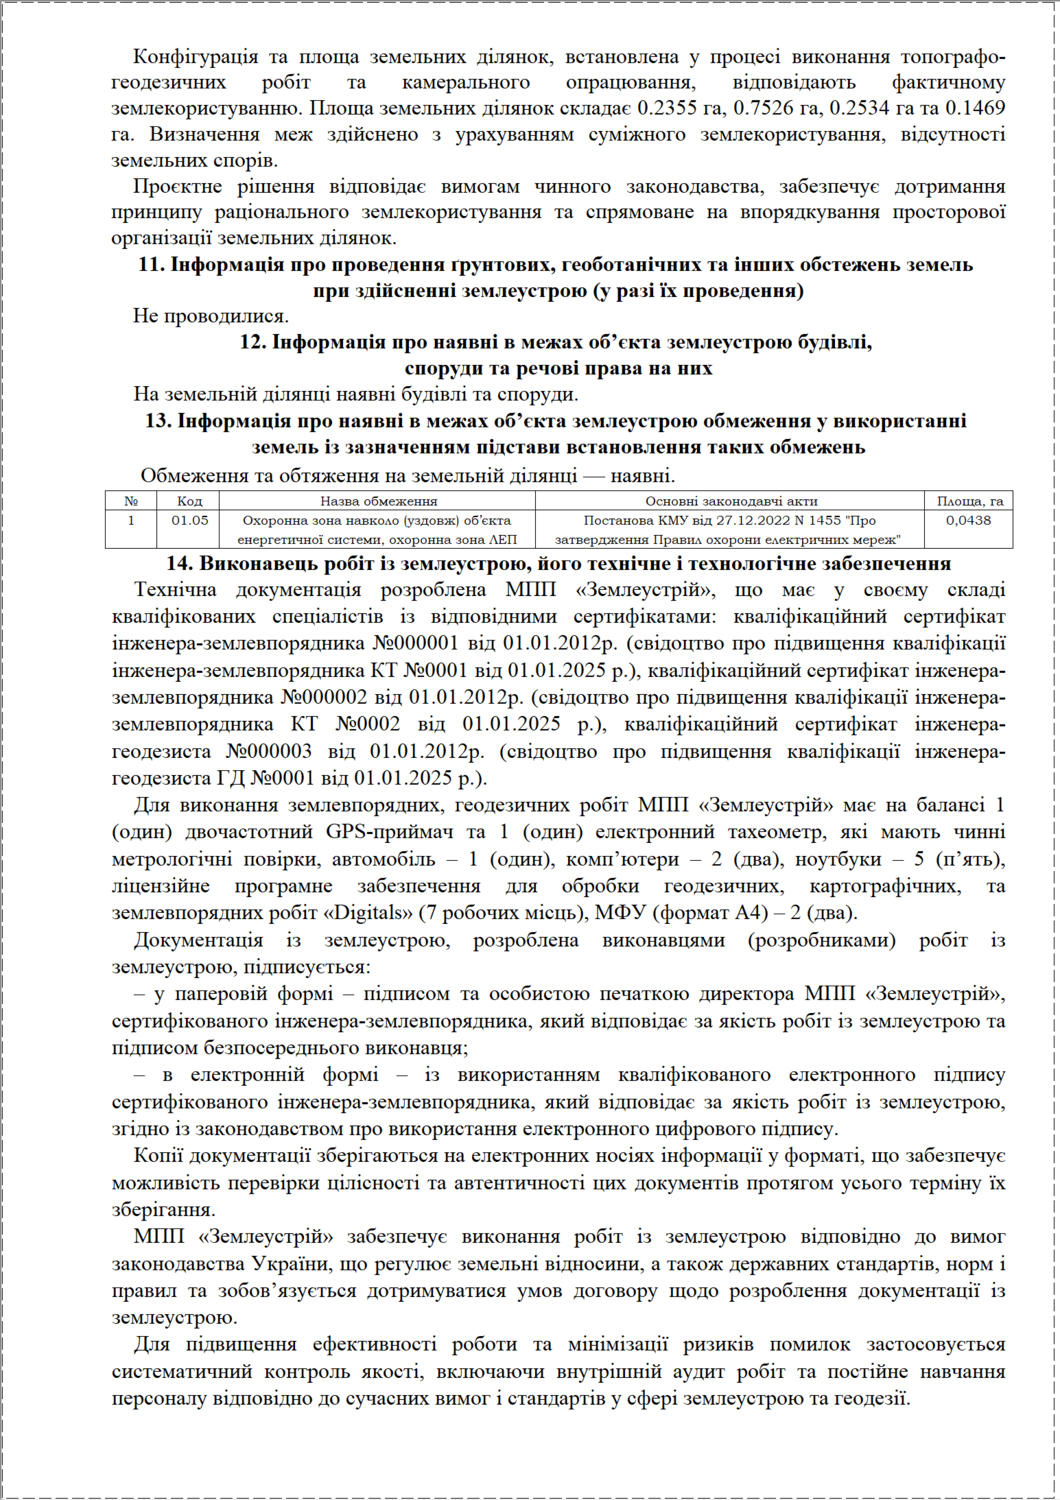 Конфігурація та площа земельних ділянок, встановлена у процесі виконання топографо-
геодезичних робіт та камерального опрацювання, відповідають фактичному
землекористуванню. Площа земельних ділянок складає 0.2355 га, 0.7526 га, 0.2534 га та 0.1469
га. Визначення меж здійснено з урахуванням суміжного землекористування, відсутності
земельних спорів.
Проєктне рішення відповідає вимогам чинного законодавства, забезпечує дотримання
принципу раціонального землекористування та спрямоване на впорядкування просторової
організації земельних ділянок.
11. Інформація про проведення ґрунтових, геоботанічних та інших обстежень земель
при здійсненні землеустрою (у разі їх проведення)
Не проводилися.
12. Інформація про наявні в межах об’єкта землеустрою будівлі,
споруди та речові права на них
На земельній ділянці наявні будівлі та споруди.
13. Інформація про наявні в межах об’єкта землеустрою обмеження у використанні
земель із зазначенням підстави встановлення таких обмежень
Обмеження та обтяження на земельній ділянці — наявні.
№ Код Назва обмеження Основні законодавчі акти Площа, га
1 01.05 Охоронна зона навколо (уздовж) об’єкта Постанова КМУ від 27.12.2022 N 1455 "Про 0,0438
енергетичної системи, охоронна зона ЛЕП затвердження Правил охорони електричних мереж"
14. Виконавець робіт із землеустрою, його технічне і технологічне забезпечення
Технічна документація розроблена МПП «Землеустрій», що має у своєму складі
кваліфікованих спеціалістів із відповідними сертифікатами: кваліфікаційний сертифікат
інженера-землевпорядника №000001 від 01.01.2012р. (свідоцтво про підвищення кваліфікації
інженера-землевпорядника КТ №0001 від 01.01.2025 р.), кваліфікаційний сертифікат інженера-
землевпорядника №000002 від 01.01.2012р. (свідоцтво про підвищення кваліфікації інженера-
землевпорядника КТ №0002 від 01.01.2025 р.), кваліфікаційний сертифікат інженера-
геодезиста №000003 від 01.01.2012р. (свідоцтво про підвищення кваліфікації інженера-
геодезиста ГД №0001 від 01.01.2025 р.).
Для виконання землевпорядних, геодезичних робіт МПП «Землеустрій» має на балансі 1
(один) двочастотний GPS-приймач та 1 (один) електронний тахеометр, які мають чинні
метрологічні повірки, автомобіль – 1 (один), комп’ютери – 2 (два), ноутбуки – 5 (п’ять),
ліцензійне програмне забезпечення для обробки геодезичних, картографічних, та
землевпорядних робіт «Digitals» (7 робочих місць), МФУ (формат А4) – 2 (два).
Документація із землеустрою, розроблена виконавцями (розробниками) робіт із
землеустрою, підписується:
– у паперовій формі – підписом та особистою печаткою директора МПП «Землеустрій»,
сертифікованого інженера-землевпорядника, який відповідає за якість робіт із землеустрою та
підписом безпосереднього виконавця;
– в електронній формі – із використанням кваліфікованого електронного підпису
сертифікованого інженера-землевпорядника, який відповідає за якість робіт із землеустрою,
згідно із законодавством про використання електронного цифрового підпису.
Копії документації зберігаються на електронних носіях інформації у форматі, що забезпечує
можливість перевірки цілісності та автентичності цих документів протягом усього терміну їх
зберігання.
МПП «Землеустрій» забезпечує виконання робіт із землеустрою відповідно до вимог
законодавства України, що регулює земельні відносини, а також державних стандартів, норм і
правил та зобов’язується дотримуватися умов договору щодо розроблення документації із
землеустрою.
Для підвищення ефективності роботи та мінімізації ризиків помилок застосовується
систематичний контроль якості, включаючи внутрішній аудит робіт та постійне навчання
персоналу відповідно до сучасних вимог і стандартів у сфері землеустрою та геодезії.